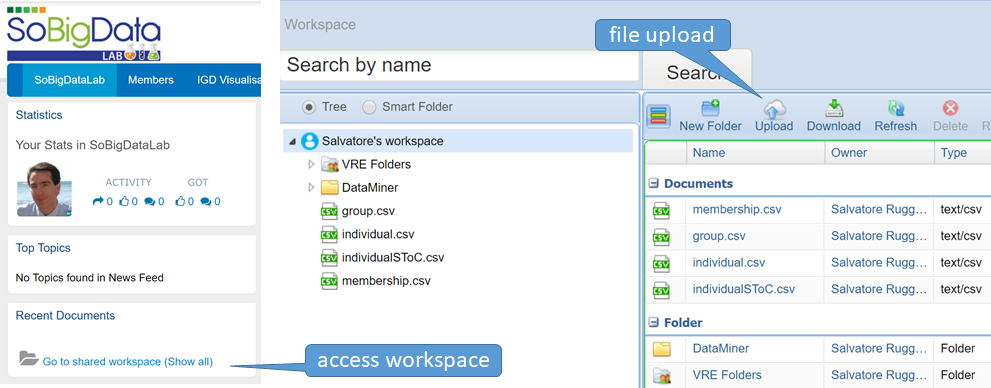 SoBigData
LAB
SoBigDataLab Members IGD Visualisa
Statistics
Your Stats in SoBigDataLab
ACTIVITY GOT
0 0 0 0 0
Top Topics
No Topics found in News Feed
Recent Documents
Go to shared workspace (Show all)
access workspace
Workspace
file upload
Search by name
Searc
Tree Smart Folder
Salvatore's workspace
VRE Folders
DataMiner
group.csv
individual.csv
individualSToC.csv
membership.csv
New Folder Upload Download Refresh Delete R
Name Owner Type
Documents
membership.csv Salvatore Rugg... text/csv
group.csv Salvatore Rugg... text/csv
individual.csv Salvatore Rugg... text/csv
individualSToC.csv Salvatore Rugg... text/csv
Folder
DataMiner Salvatore Rugg... Folder
VRE Folders Salvatore Rugg... Folder